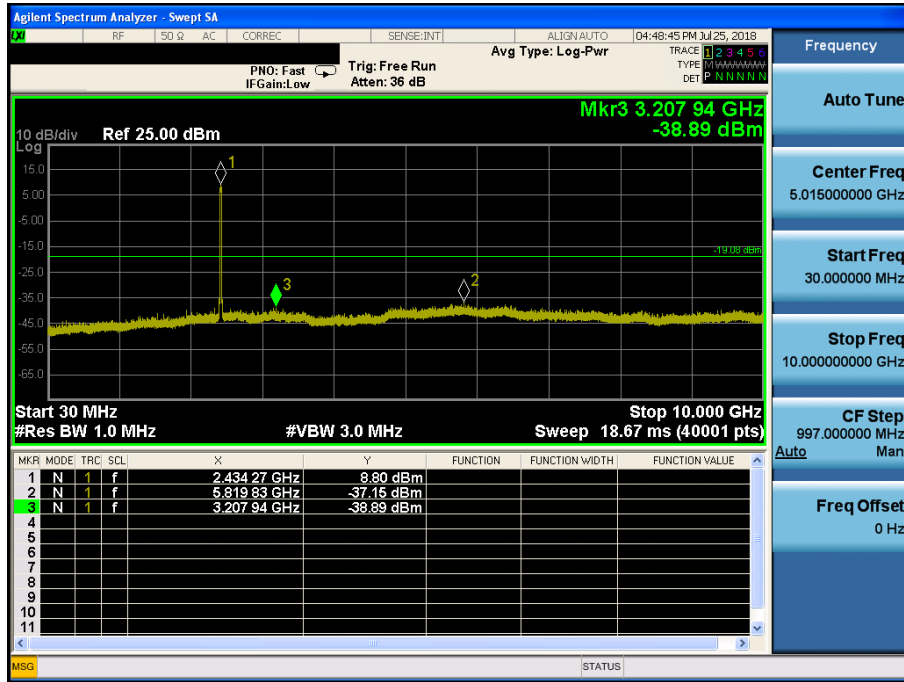 Agilent Spectrum Analyzer - Swept SA
LXI RF 50 Ω AC CORREC SENSE:INT ALIGN AUTO 04:48:45 PM Jul 25, 2018
Frequency
Avg Type: Log-Pwr TRACE 1 2 3 4 5 6
PNO: Fast Trig: Free Run TYPE M WWWWW
IFGain:Low Atten: 36 dB DET P N N N N N
Auto Tune
Mkr3 3.207 94 GHz
-38.89 dBm
10 dB/div Ref 25.00 dBm
Log
15.0
5.00
-5.00
-15.0
-25.0
-35.0
-45.0
-55.0
-65.0
1
2
3
-19.08 dBm
Center Freq
5.015000000 GHz
Start Freq
30.000000 MHz
Stop Freq
10.000000000 GHz
Start 30 MHz Stop 10.000 GHz
#Res BW 1.0 MHz #VBW 3.0 MHz Sweep 18.67 ms (40001 pts)
CF Step
997.000000 MHz
Auto Man
MKR MODE TRC SCL X Y FUNCTION FUNCTION WIDTH FUNCTION VALUE
1 N 1 f 2.434 27 GHz 8.80 dBm
2 N 1 f 5.819 83 GHz -37.15 dBm
3 N 1 f 3.207 94 GHz -38.89 dBm
4
5
6
7
8
9
10
11
Freq Offset
0 Hz
MSG STATUS